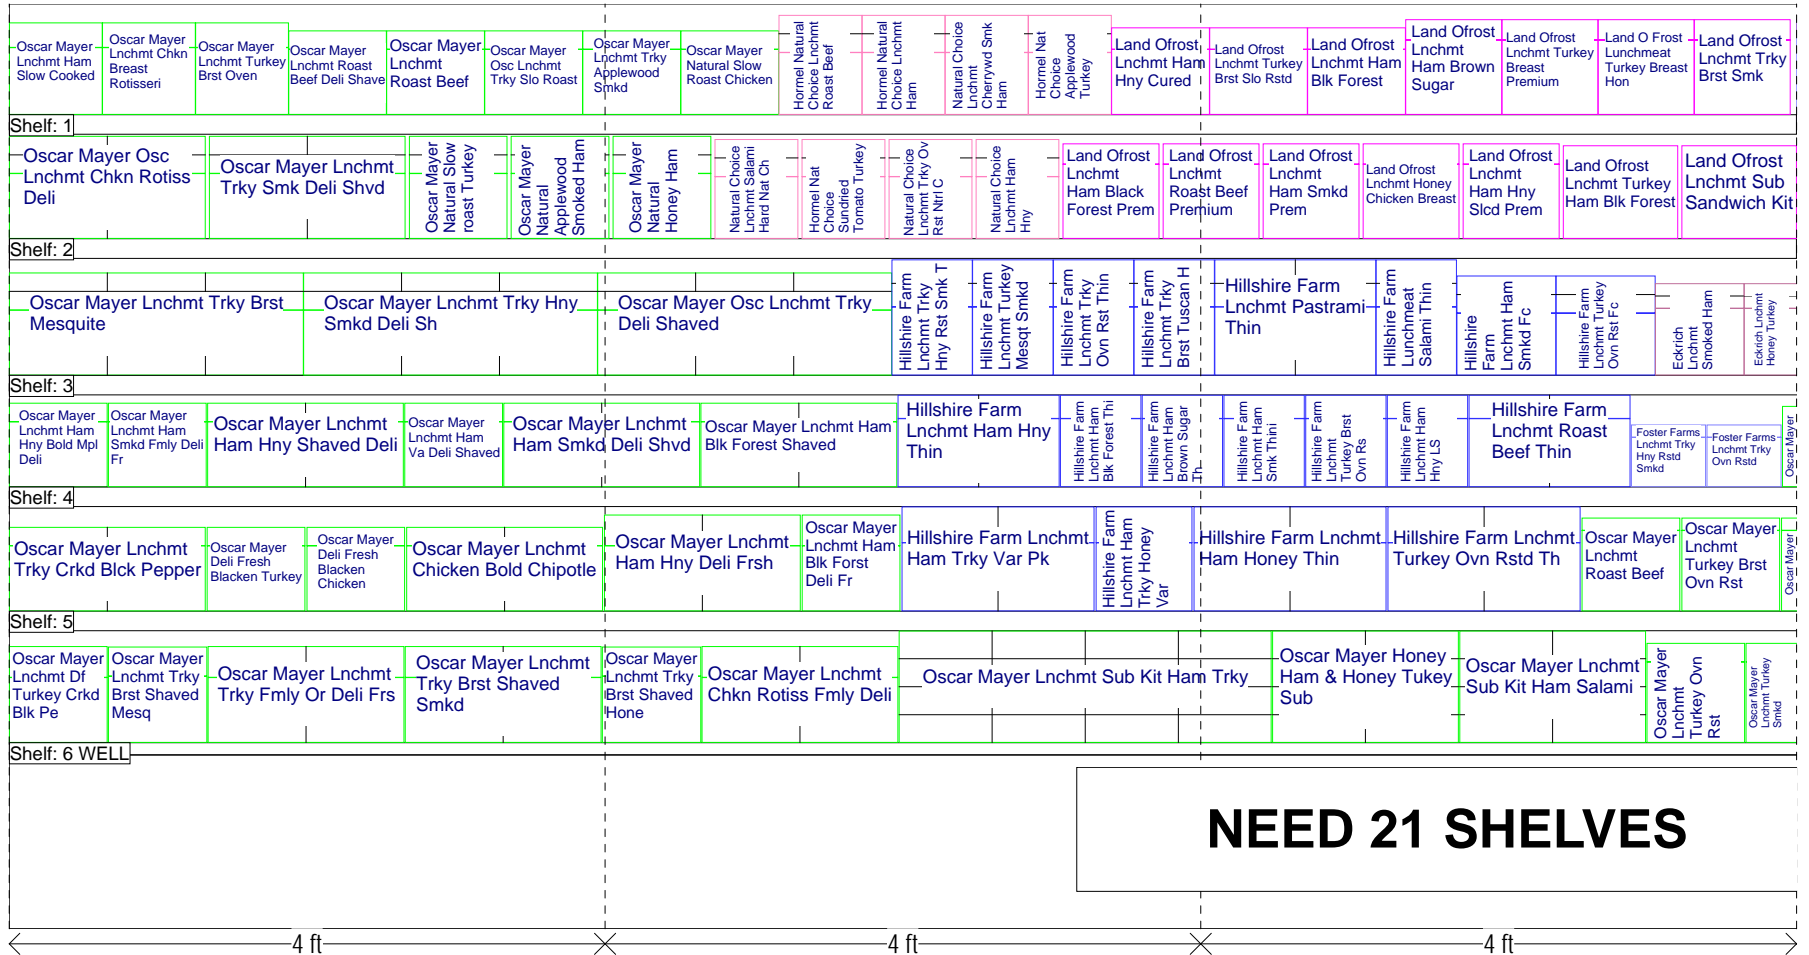 Oscar Mayer
Lnchmt Ham
Slow Cooked
Oscar Mayer
Lnchmt Chkn
Breast
Rotisseri
Oscar Mayer
Lnchmt Turkey
Brst Oven
Oscar Mayer
Lnchmt Roast
Beef Deli Shave
Oscar Mayer
Lnchmt
Roast Beef
Oscar Mayer
Osc Lnchmt
Trky Slo Roast
Oscar Mayer
Lnchmt Trky
Applewood
Smkd
Oscar Mayer
Natural Slow
Roast Chicken
Hormel Natural
Choice Lnchmt
Roast Beef
Hormel Natural
Choice Lnchmt
Ham
Natural Choice
Lnchmt
Cherrywd Smk
Ham
Hormel Nat
Choice
Applewood
Turkey
Land Ofrost
Lnchmt Ham
Hny Cured
Land Ofrost
Lnchmt Turkey
Brst Slo Rstd
Land Ofrost
Lnchmt Ham
Blk Forest
Land Ofrost
Lnchmt
Ham Brown
Sugar
Land Ofrost
Lnchmt Turkey
Breast
Premium
Land O Frost
Lunchmeat
Turkey Breast
Hon
Land Ofrost
Lnchmt Trky
Brst Smk
Shelf: 1
Oscar Mayer Osc
Lnchmt Chkn Rotiss
Deli
Oscar Mayer Lnchmt
Trky Smk Deli Shvd
Oscar Mayer
Natural Slow
roast Turkey
Oscar Mayer
Natural
Applewood
Smoked Ham
Oscar Mayer
Natural
Honey Ham
Natural Choice
Lnchmt Salami
Hard Nat Ch
Hormel Nat
Choice
Sundried
Tomato Turkey
Natural Choice
Lnchmt Trky Ov
Rst Ntrl C
Natural Choice
Lnchmt Ham
Hny
Land Ofrost
Lnchmt
Ham Black
Forest Prem
Land Ofrost
Lnchmt
Roast Beef
Premium
Land Ofrost
Lnchmt
Ham Smkd
Prem
Land Ofrost
Lnchmt Honey
Chicken Breast
Land Ofrost
Lnchmt
Ham Hny
Slcd Prem
Land Ofrost
Lnchmt Turkey
Ham Blk Forest
Land Ofrost
Lnchmt Sub
Sandwich Kit
Shelf: 2
Oscar Mayer Lnchmt Trky Brst
Mesquite
Oscar Mayer Lnchmt Trky Hny
Smkd Deli Sh
Oscar Mayer Osc Lnchmt Trky
Deli Shaved
Hillshire Farm
Lnchmt Trky
Hny Rst Smk T
Hillshire Farm
Lnchmt Turkey
Mesqt Smkd
Hillshire Farm
Lnchmt Trky
Ovn Rst Thin
Hillshire Farm
Lnchmt Trky
Brst Tuscan H
Hillshire Farm
Lnchmt Pastrami
Thin
Hillshire Farm
Lunchmeat
Salami Thin
Hillshire
Farm
Lnchmt Ham
Smkd Fc
Hillshire Farm
Lnchmt Turkey
Ovn Rst Fc
Eckrich
Lnchmt
Smoked Ham
Eckrich Lnchmt
Honey Turkey
Shelf: 3
Oscar Mayer
Lnchmt Ham
Hny Bold Mpl
Deli
Oscar Mayer
Lnchmt Ham
Smkd Fmly Deli
Fr
Oscar Mayer Lnchmt
Ham Hny Shaved Deli
Oscar Mayer
Lnchmt Ham
Va Deli Shaved
Oscar Mayer Lnchmt
Ham Smkd Deli Shvd
Oscar Mayer Lnchmt Ham
Blk Forest Shaved
Hillshire Farm
Lnchmt Ham Hny
Thin
Hillshire Farm
Lnchmt Ham
Blk Forest Thi
Hillshire Farm
Lnchmt Ham
Brown Sugar
Th
Hillshire Farm
Lnchmt Ham
Smk Thini
Hillshire Farm
Lnchmt
Turkey Brst
Ovn Rs
Hillshire Farm
Lnchmt Ham
Hny LS
Hillshire Farm
Lnchmt Roast
Beef Thin
Foster Farms
Lnchmt Trky
Hny Rstd
Smkd
Foster Farms
Lnchmt Trky
Ovn Rstd
Oscar Mayer
Shelf: 4
Oscar Mayer Lnchmt
Trky Crkd Blck Pepper
Oscar Mayer
Deli Fresh
Blacken Turkey
Oscar Mayer
Deli Fresh
Blacken
Chicken
Oscar Mayer Lnchmt
Chicken Bold Chipotle
Oscar Mayer Lnchmt
Ham Hny Deli Frsh
Oscar Mayer
Lnchmt Ham
Blk Forst
Deli Fr
Hillshire Farm Lnchmt
Ham Trky Var Pk
Hillshire Farm
Lnchmt Ham
Trky Honey
Var
Hillshire Farm Lnchmt
Ham Honey Thin
Hillshire Farm Lnchmt
Turkey Ovn Rstd Th
Oscar Mayer
Lnchmt
Roast Beef
Oscar Mayer
Lnchmt
Turkey Brst
Ovn Rst
Oscar Mayer
Shelf: 5
Oscar Mayer
Lnchmt Df
Turkey Crkd
Blk Pe
Oscar Mayer
Lnchmt Trky
Brst Shaved
Mesq
Oscar Mayer Lnchmt
Trky Fmly Or Deli Frs
Oscar Mayer Lnchmt
Trky Brst Shaved
Smkd
Oscar Mayer
Lnchmt Trky
Brst Shaved
Hone
Oscar Mayer Lnchmt
Chkn Rotiss Fmly Deli
Oscar Mayer Lnchmt Sub Kit Ham Trky
Oscar Mayer Honey
Ham & Honey Tukey
Sub
Oscar Mayer Lnchmt
Sub Kit Ham Salami
Oscar Mayer
Lnchmt
Turkey Ovn
Rst
Oscar Mayer
Lnchmt Turkey
Smkd
Shelf: 6 WELL
NEED 21 SHELVES
4 ft
4 ft
4 ft